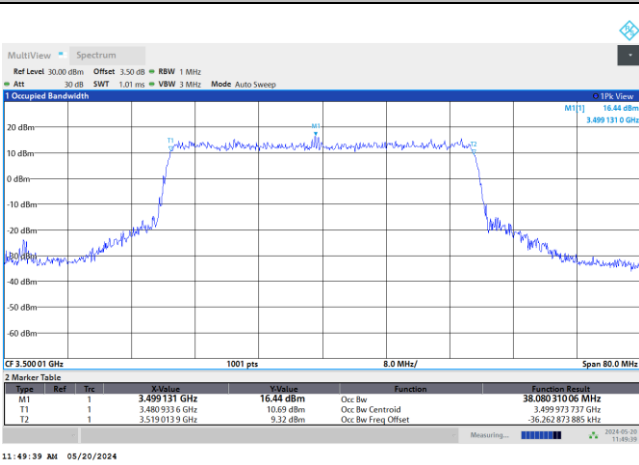 MultiView Spectrum
Ref Level 30.00 dBm Offset 3.50 dB RBW 1 MHz
Att 30 dB SWT 1.01 ms VBW 3 MHz Mode Auto Sweep
1 Occupied Bandwidth 1Pk View
M1[1] 16.44 dBm
3.499 131 0 GHz
M1
20 dBm
T1 T2
10 dBm
0 dBm
-10 dBm
-20 dBm
-30 dBm
-40 dBm
-50 dBm
-60 dBm
CF 3.500 01 GHz 1001 pts 8.0 MHz/ Span 80.0 MHz
2 Marker Table
Type Ref Trc X-Value Y-Value Function Function Result
M1 1 3.499 131 GHz 16.44 dBm Occ Bw 38.080 310 06 MHz
T1 1 3.480 933 6 GHz 10.69 dBm Occ Bw Centroid 3.499 973 737 GHz
T2 1 3.519 013 9 GHz 9.32 dBm Occ Bw Freq Offset -36.262 873 885 kHz
Measuring... 2024-05-20
11:49:39
11:49:39 AM 05/20/2024